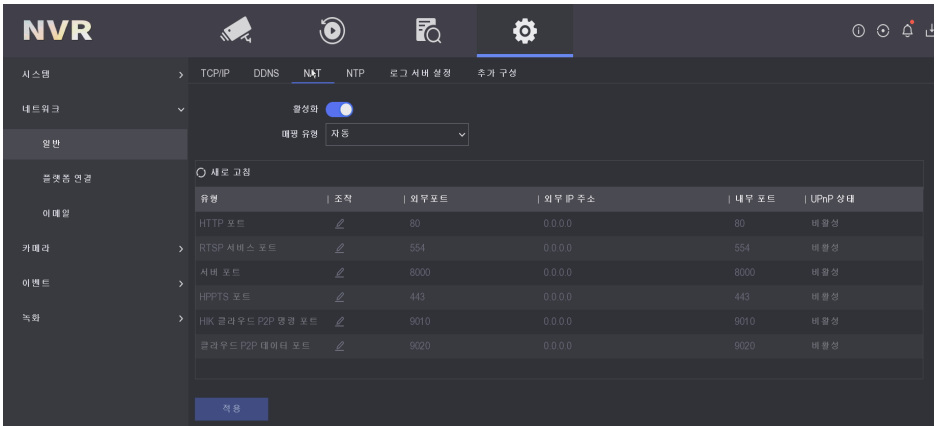 NVR
시스템
네트워크
일반
플랫폼 연결
이메일
카메라
이벤트
녹화
TCP/IP DDNS NAT NTP 로그 서버 설정 추가 구성
활성화
매핑 유형 자동
새로 고침
유형 | 조작 | 외부포트 | 외부 IP 주소 | 내부 포트 | UPnP 상태
HTTP 포트 80 0.0.0.0 80 비활성
RTSP 서비스 포트 554 0.0.0.0 554 비활성
서버 포트 8000 0.0.0.0 8000 비활성
HPPTS 포트 443 0.0.0.0 443 비활성
HIK 클라우드 P2P 명령 포트 9010 0.0.0.0 9010 비활성
클라우드 P2P 데이터 포트 9020 0.0.0.0 9020 비활성
적용